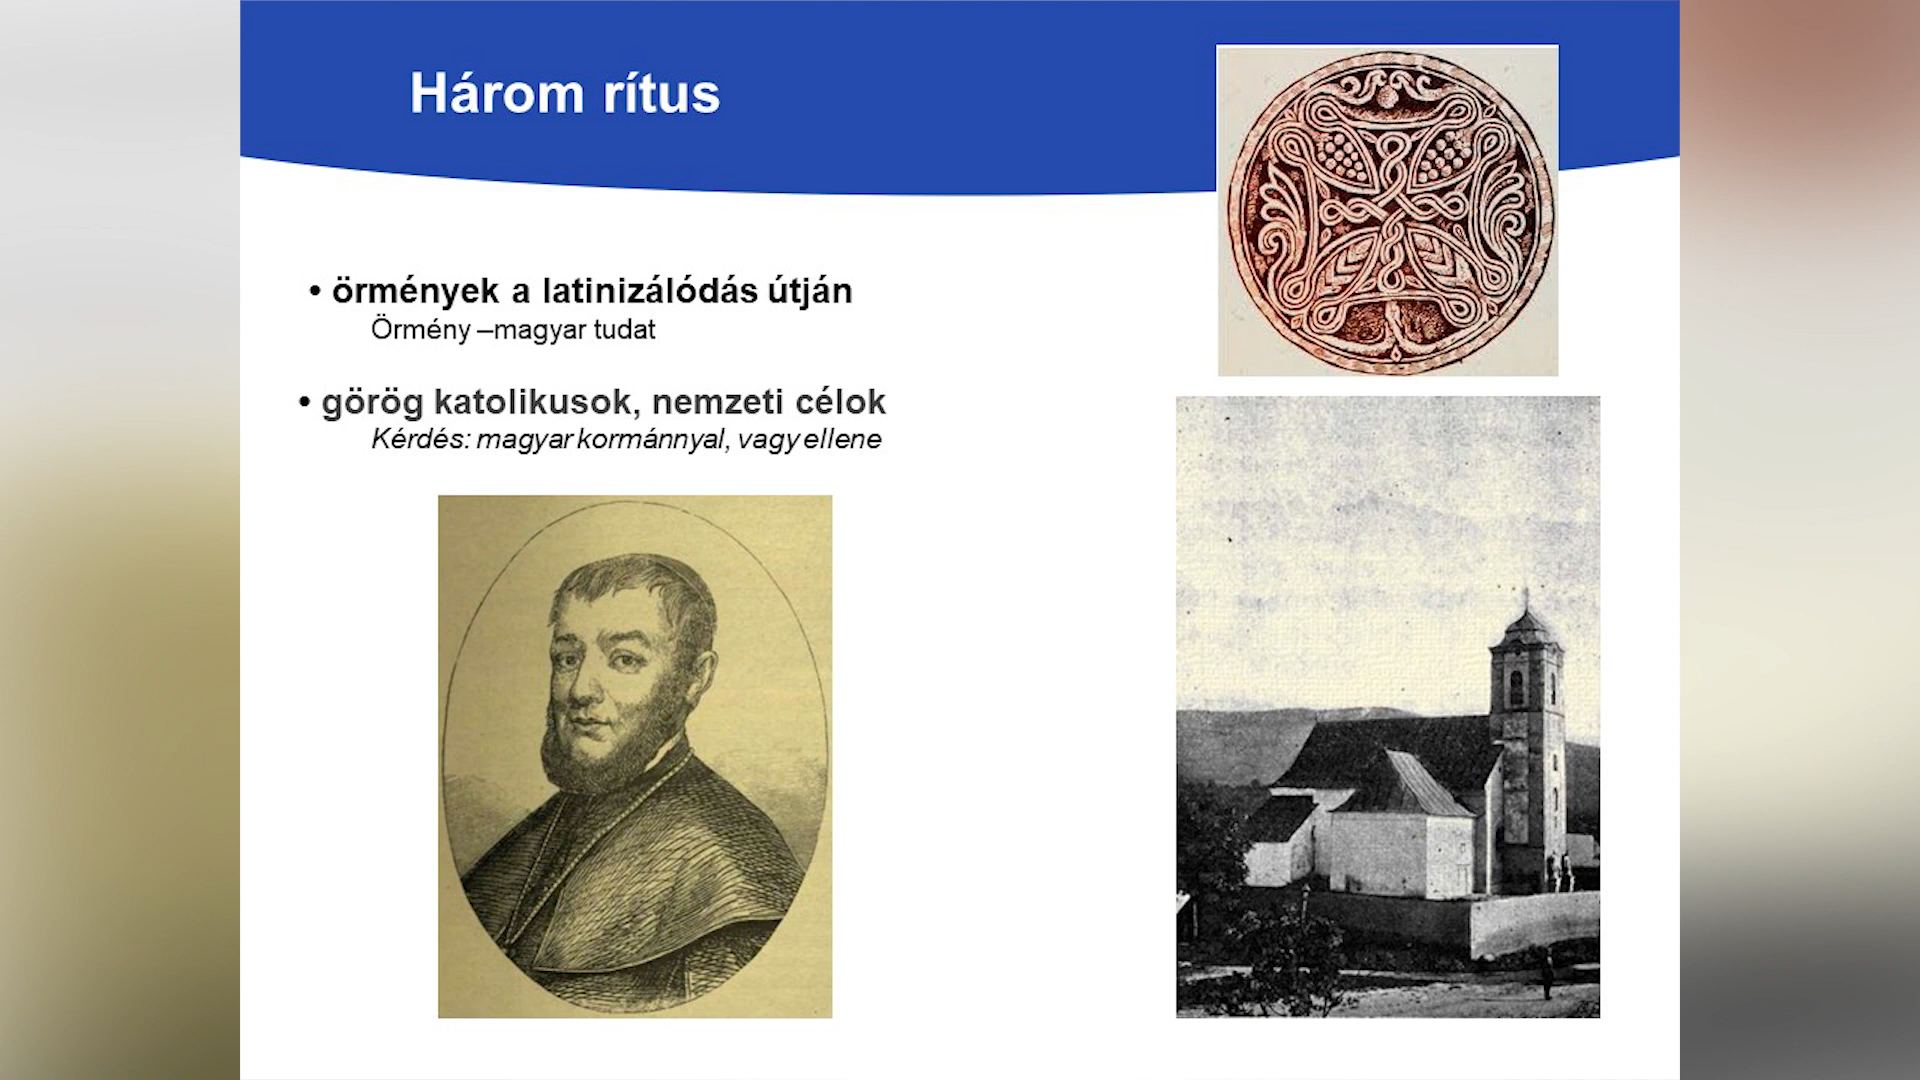 Három rítus
• örmények a latinizálódás útján
Örmény –magyar tudat
• görög katolikusok, nemzeti célok
Kérdés: magyar kormánnyal, vagy ellene